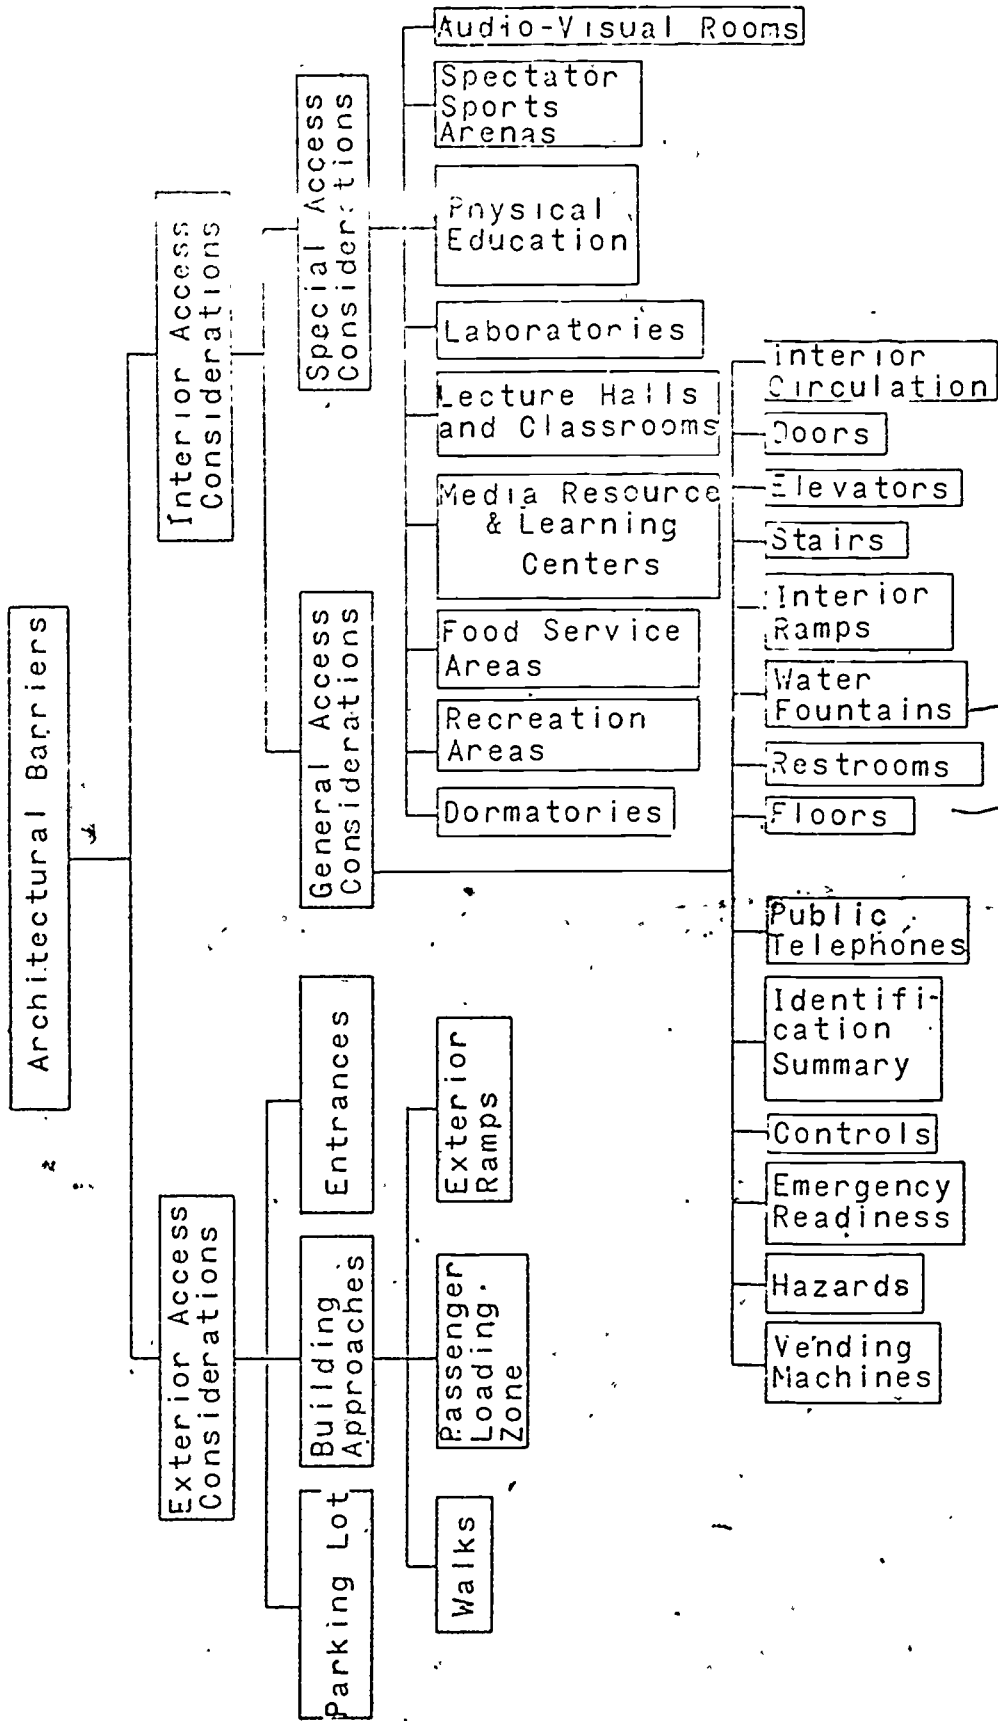 Architectural Barriers
Exterior Access
Considerations
Interior Access
Considerations
Parking Lot
Building
Approaches
Entrances
General Access
Considerations
Special Access
Considerations
Walks
Passenger
Loading
Zone
Exterior
Ramps
Dormatories
Recreation
Areas
Food Service
Areas
Media Resource
& Learning
Centers
Lecture Halls
and Classrooms
Laboratories
Physical
Education
Spectator
Sports
Arenas
Audio-Visual Rooms
Vending
Machines
Hazards
Emergency
Readiness
Controls
Identifi-
cation
Summary
Public
Telephones
Floors
Restrooms
Water
Fountains
Interior
Ramps
Stairs
Elevators
Doors
Interior
Circulation